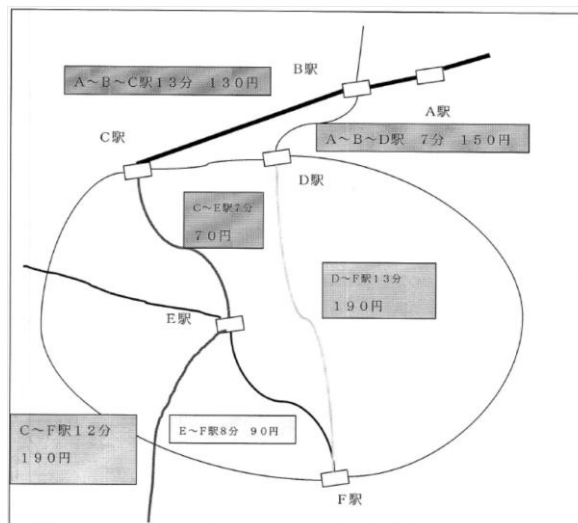 B駅
A～B～C駅13分 130円
A駅
C駅
A～B～D駅 7分 150円
D駅
C～E駅7分
70円
D～F駅13分
190円
E駅
C～F駅12分
190円
E～F駅8分 90円
F駅